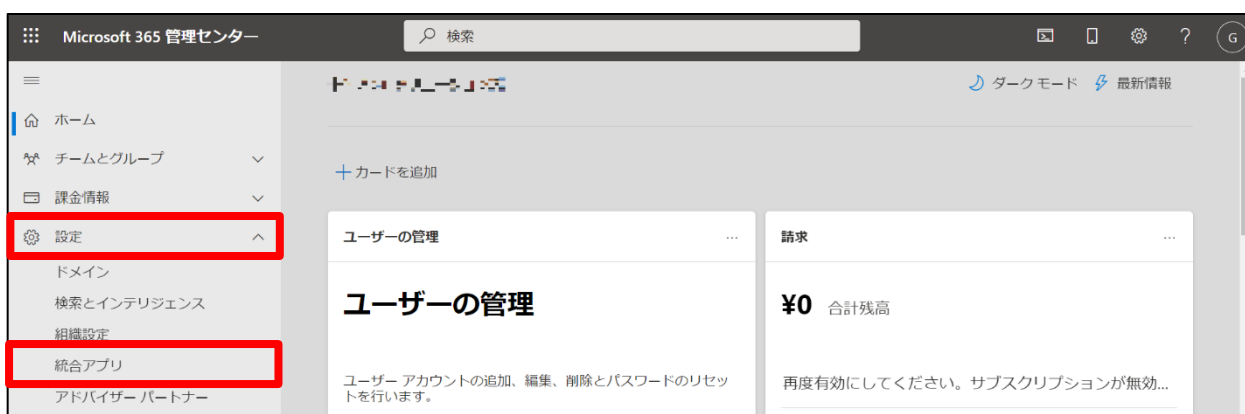 Microsoft 365 管理センター
検索
?
G
ダーク モード
最新情報
ホーム
チームとグループ
課金情報
設定
ドメイン
検索とインテリジェンス
組織設定
統合アプリ
アドバイザー パートナー
カードを追加
ユーザーの管理
...
ユーザーの管理
ユーザー アカウントの追加、編集、削除とパスワードのリセッ
トを行います。
請求
...
¥0 合計残高
再度有効にしてください。サブスクリプションが無効...